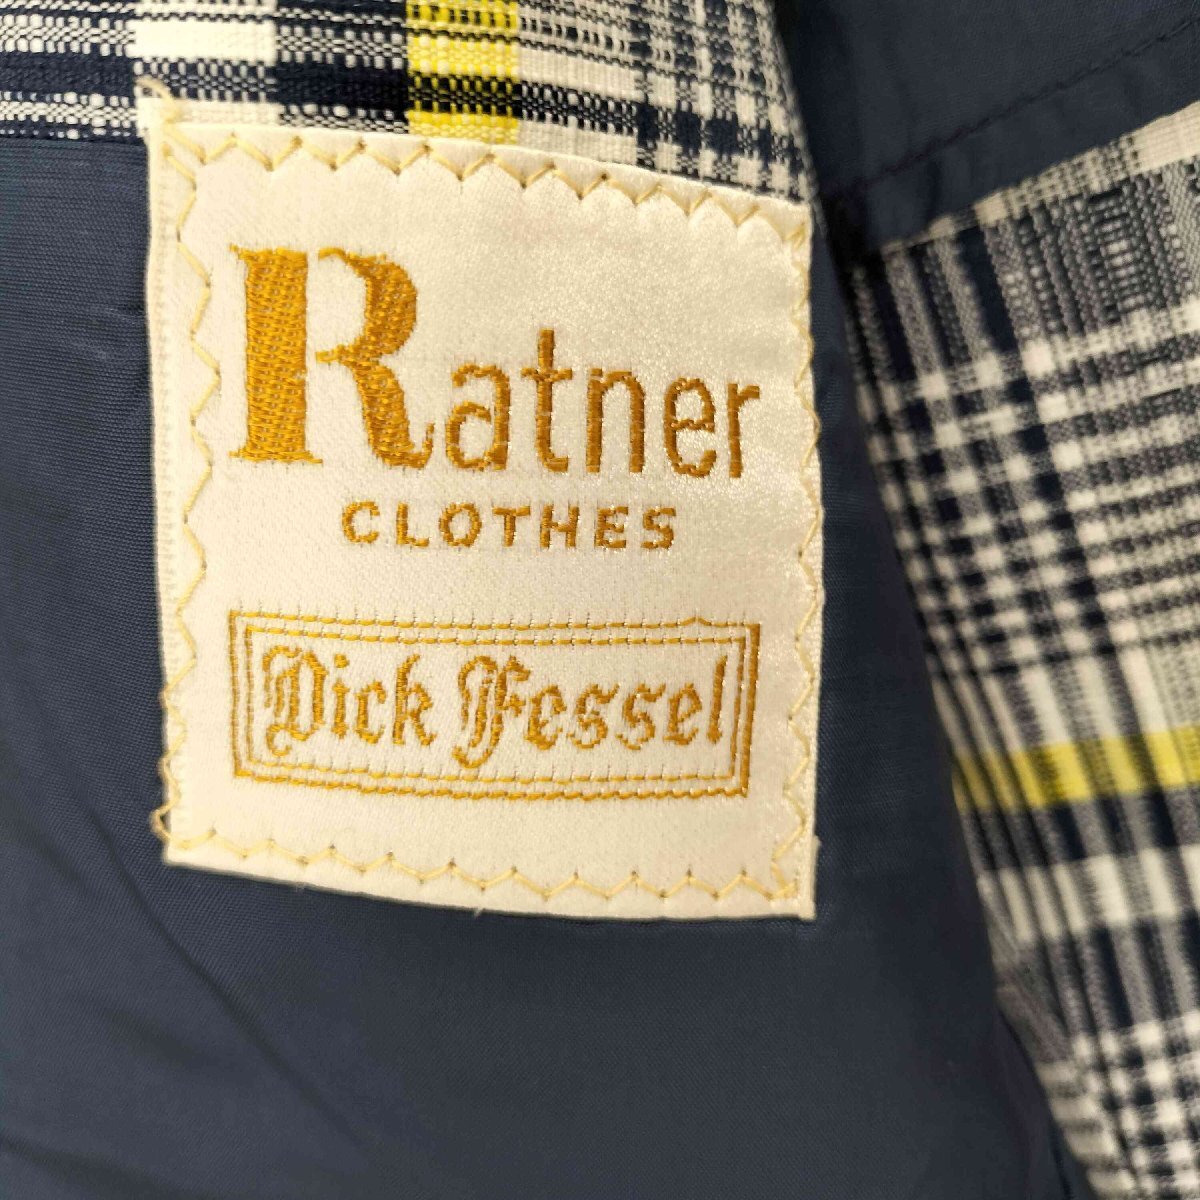 Ratner
CLOTHES
Dick Fessel